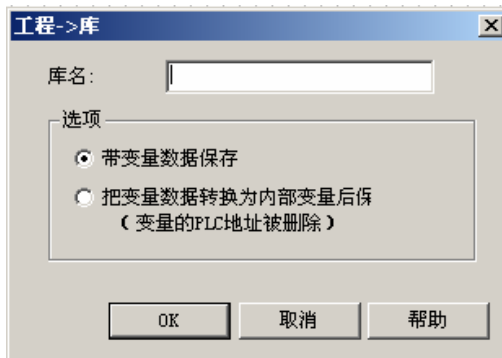 工程->库
库名:
选项
带变量数据保存
把变量数据转换为内部变量后保
(变量的PLC地址被删除)
OK 取消 帮助